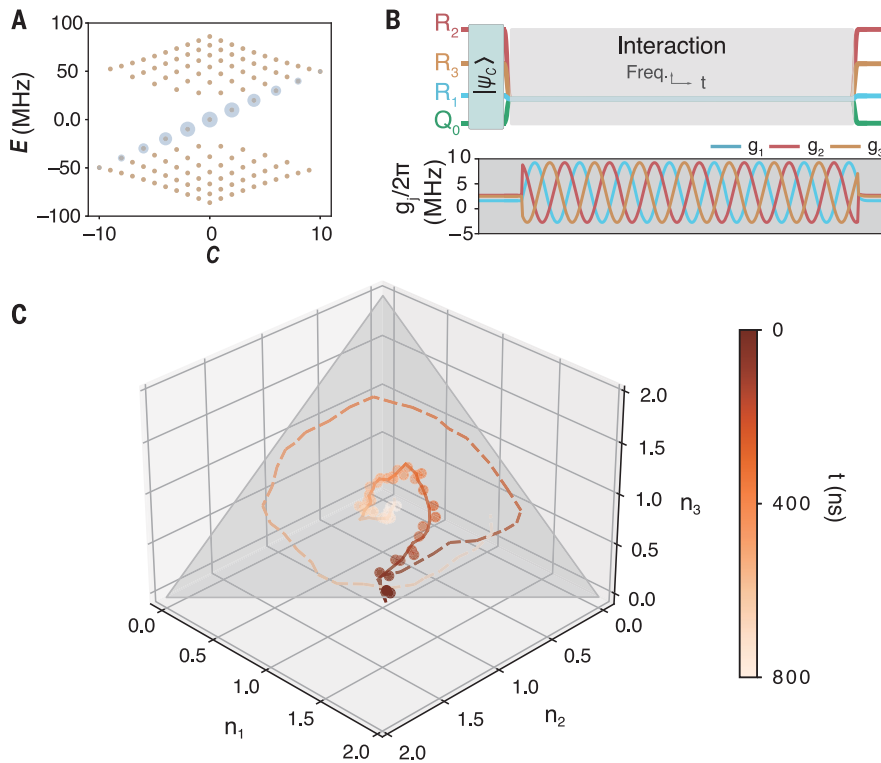 A
100
50
0.0
−50
−100
E (MHz)
−10
0
10
C
B
R2
R3
R1
Q0
|ψC⟩
Interaction
Freq.
t
g1
g2
g3
10
5
0
−5
gj/2π
(MHz)
C
0.0
0.5
1.0
1.5
2.0
n1
2.0
1.5
1.0
0.5
0.0
n2
2.0
1.5
1.0
0.5
0.0
n3
0
400
800
t (ns)